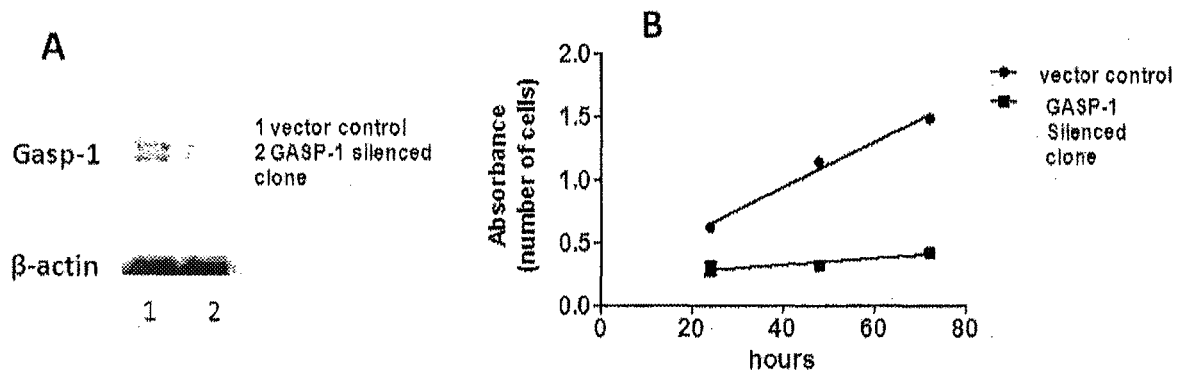 A
Gasp-1
1 vector control
2 GASP-1 silenced
clone
β-actin
1 2
B
Absorbance
(number of cells)
2.0
1.5
1.0
0.5
0.0
0 20 40 60 80
hours
vector control
GASP-1
Silenced
clone